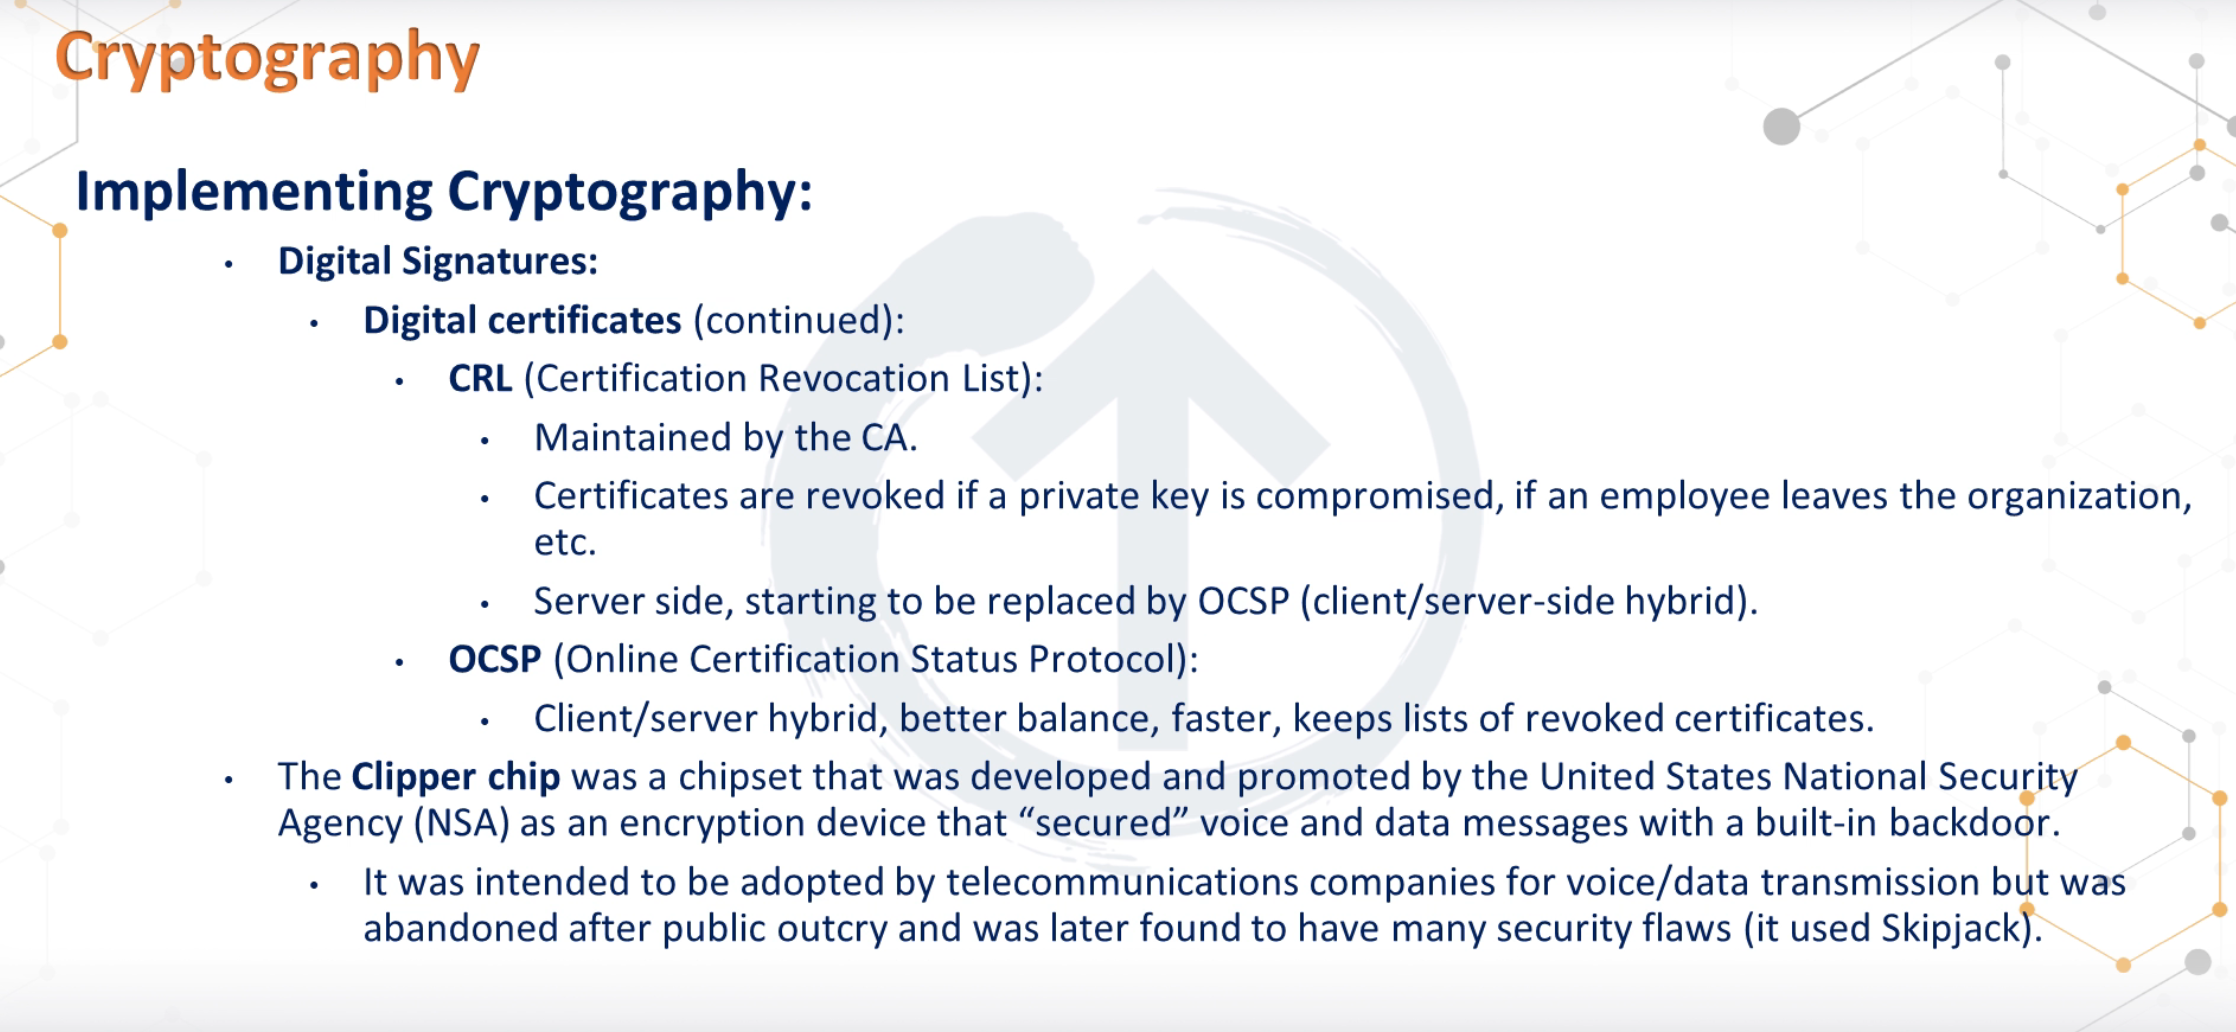 Cryptography
Implementing Cryptography:
• Digital Signatures:
• Digital certificates (continued):
• CRL (Certification Revocation List):
• Maintained by the CA.
• Certificates are revoked if a private key is compromised, if an employee leaves the organization,
etc.
• Server side, starting to be replaced by OCSP (client/server-side hybrid).
• OCSP (Online Certification Status Protocol):
• Client/server hybrid, better balance, faster, keeps lists of revoked certificates.
• The Clipper chip was a chipset that was developed and promoted by the United States National Security
Agency (NSA) as an encryption device that “secured” voice and data messages with a built-in backdoor.
• It was intended to be adopted by telecommunications companies for voice/data transmission but was
abandoned after public outcry and was later found to have many security flaws (it used Skipjack).